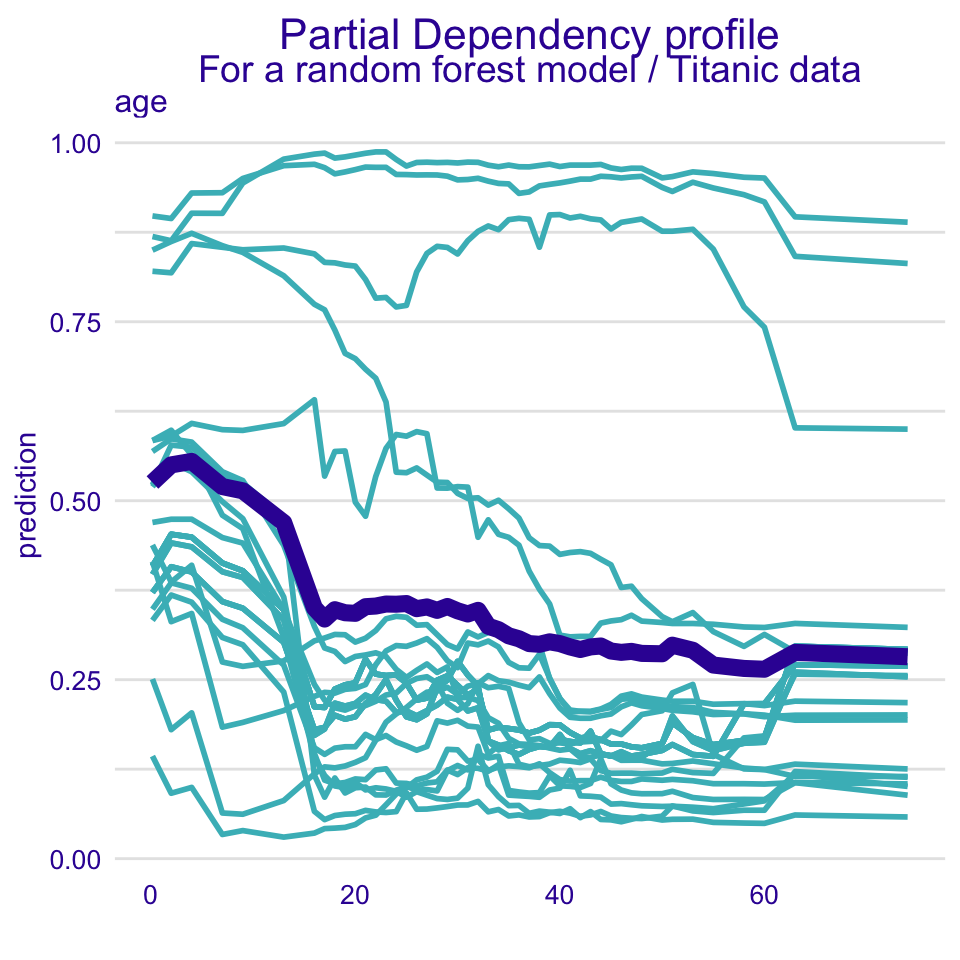 Partial Dependency profile
For a random forest model / Titanic data
age
1.00
0.75
0.50
0.25
0.00
prediction
0 20 40 60